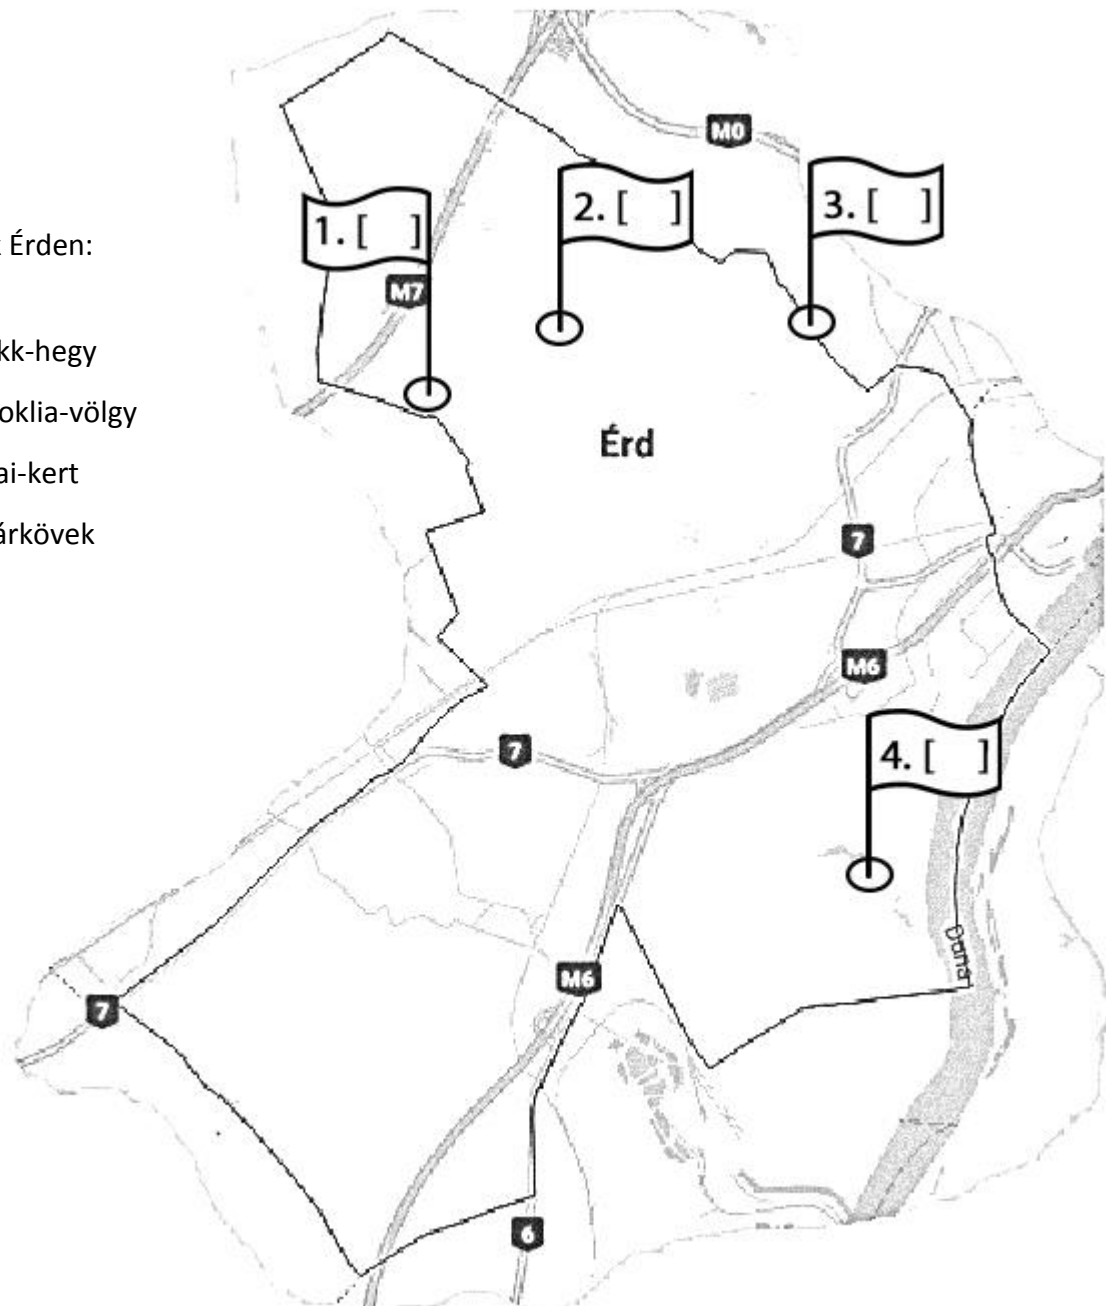 Érden:
kk-hegy
oklia-völgy
ai-kert
árkövek
M0
1. [ ]
2. [ ]
3. [ ]
M7
Érd
7
M6
7
4. [ ]
Duna
M6
7
6